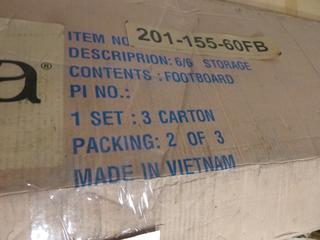 ITEM NO 201-155-60FB
DESCRIPRION: 6/6 STORAGE
CONTENTS : FOOTBOARD
PI NO.:
1 SET : 3 CARTON
PACKING: 2 OF 3
MADE IN VIETNAM
a®